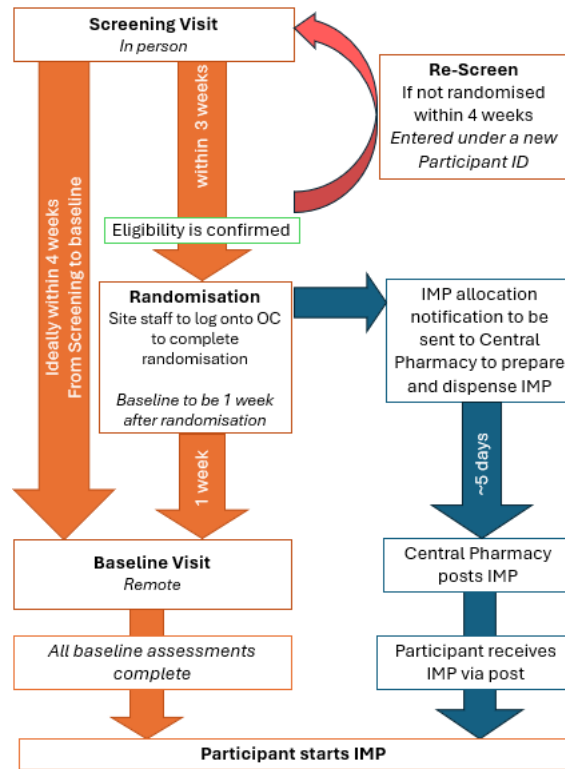 Screening Visit
In person
Re-Screen
If not randomised
within 4 weeks
Entered under a new
Participant ID
within 3 weeks
Ideally within 4 weeks
From Screening to baseline
Eligibility is confirmed
Randomisation
Site staff to log onto OC
to complete
randomisation
Baseline to be 1 week
after randomisation
IMP allocation
notification to be
sent to Central
Pharmacy to prepare
and dispense IMP
1 week
~5 days
Baseline Visit
Remote
Central Pharmacy
posts IMP
All baseline assessments
complete
Participant receives
IMP via post
Participant starts IMP